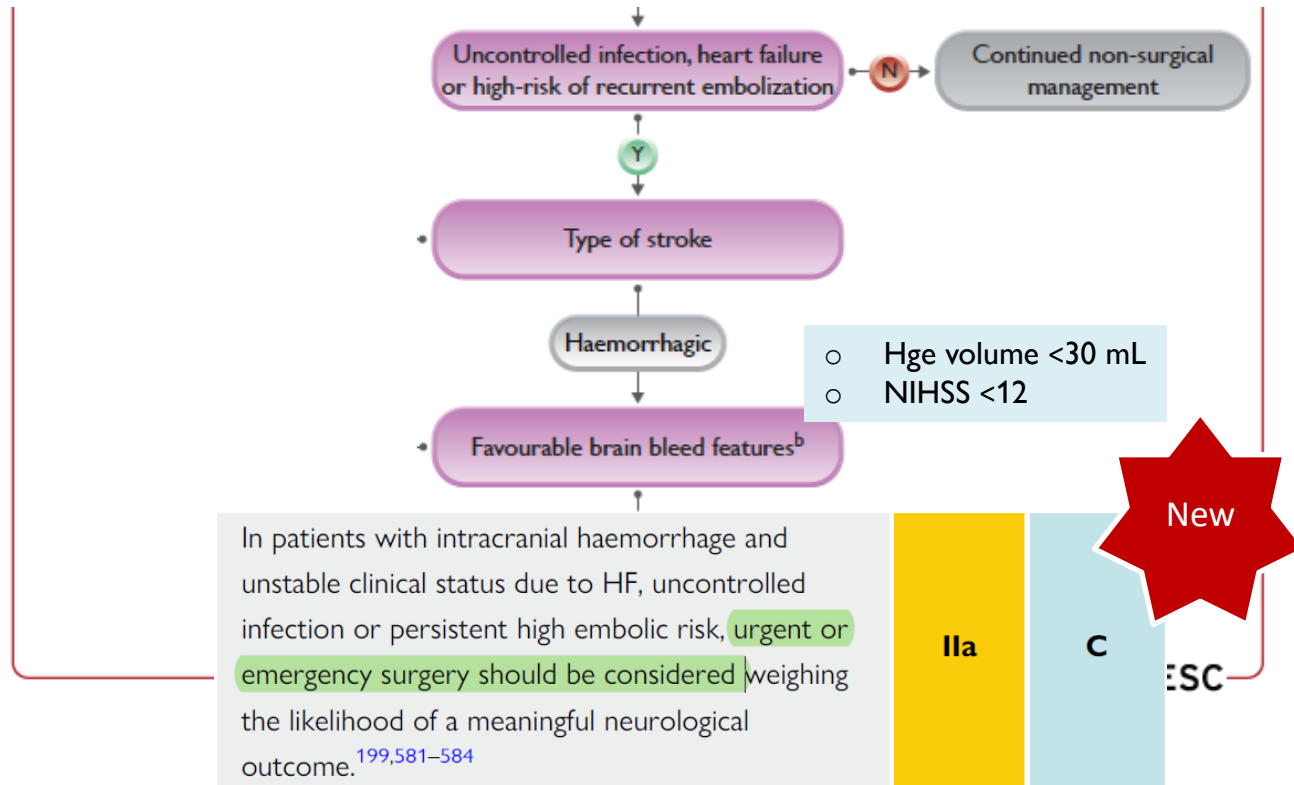 Uncontrolled infection, heart failure
or high-risk of recurrent embolization
N
Continued non-surgical
management
Y
Type of stroke
Haemorrhagic
o Hge volume <30 mL
o NIHSS <12
Favourable brain bleed featuresᵇ
New
In patients with intracranial haemorrhage and
unstable clinical status due to HF, uncontrolled
infection or persistent high embolic risk, urgent or
emergency surgery should be considered weighing
the likelihood of a meaningful neurological
outcome.¹⁹⁹,⁵⁸¹⁻⁵⁸⁴
IIa
C
ESC